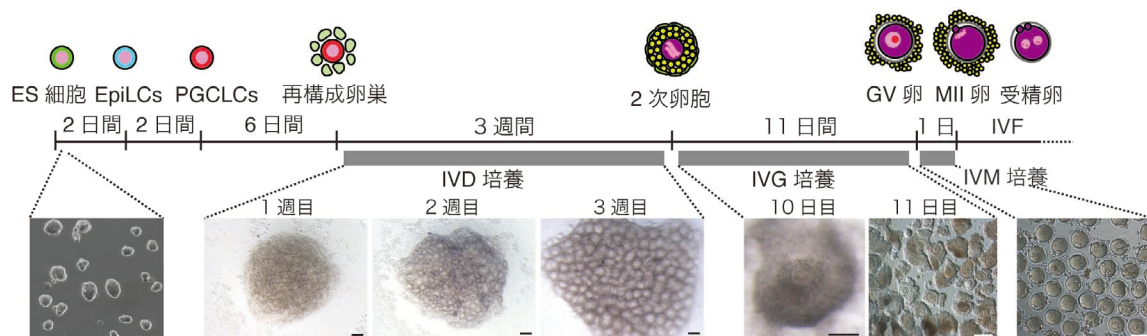 ES 細胞 EpiLCs PGCLCs 再構成卵巣 2 次卵胞 GV 卵 MII 卵 受精卵
2 日間 2 日間 6 日間 3 週間 11 日間 1 日 IVF
IVD 培養 IVG 培養 IVM 培養
1 週目 2 週目 3 週目 10 日目 11 日目